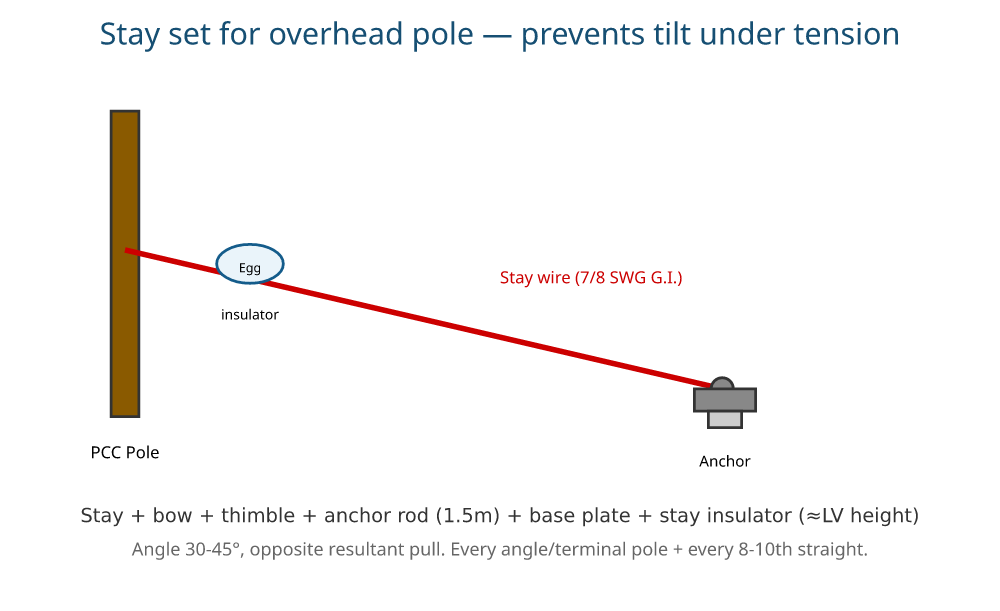 Stay set for overhead pole — prevents tilt under tension
Egg
Stay wire (7/8 SWG G.I.)
insulator
PCC Pole
Anchor
Stay + bow + thimble + anchor rod (1.5m) + base plate + stay insulator (≈LV height)
Angle 30-45°, opposite resultant pull. Every angle/terminal pole + every 8-10th straight.